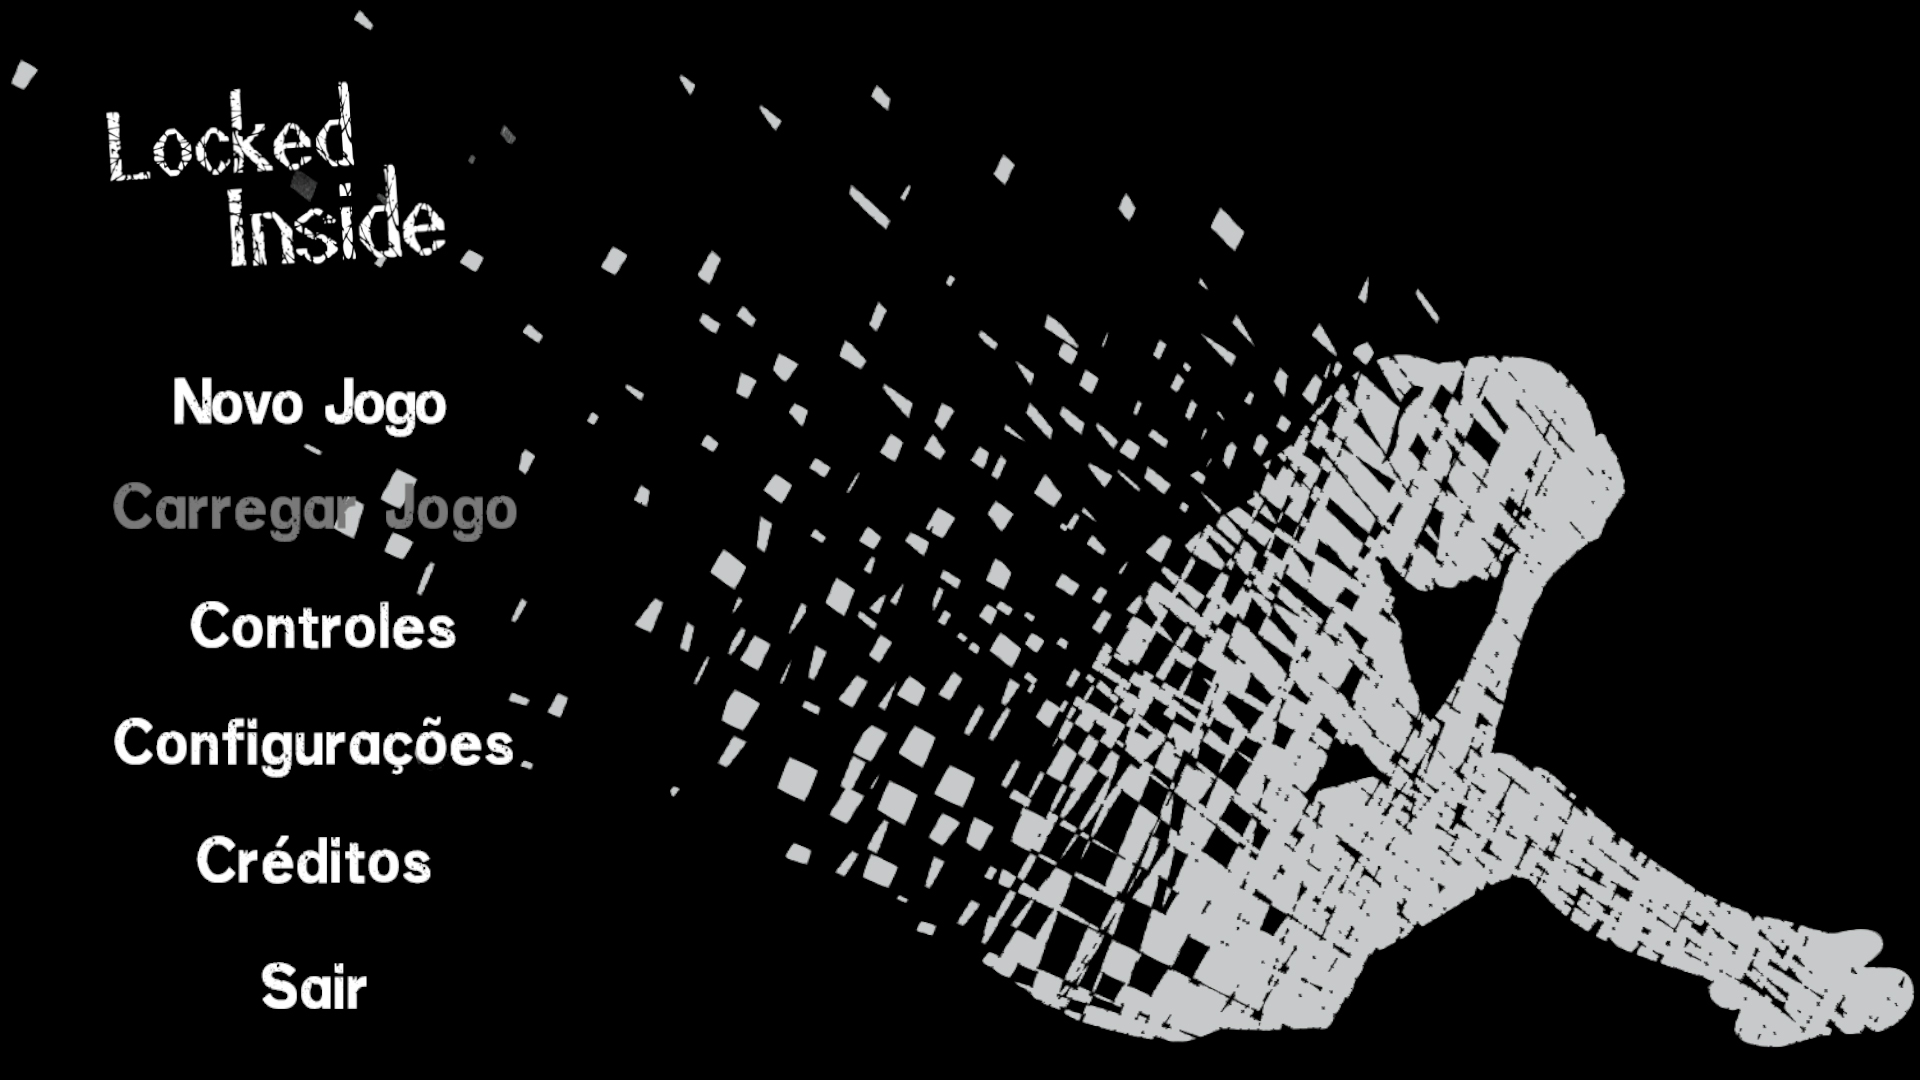 Locked
Inside
Novo Jogo
Carregar Jogo
Controles
Configurações
Créditos
Sair